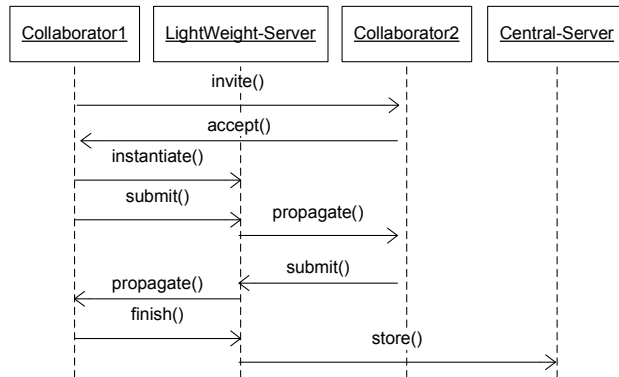 Collaborator1 LightWeight-Server Collaborator2 Central-Server
invite()
accept()
instantiate()
submit()
propagate()
submit()
propagate()
finish()
store()